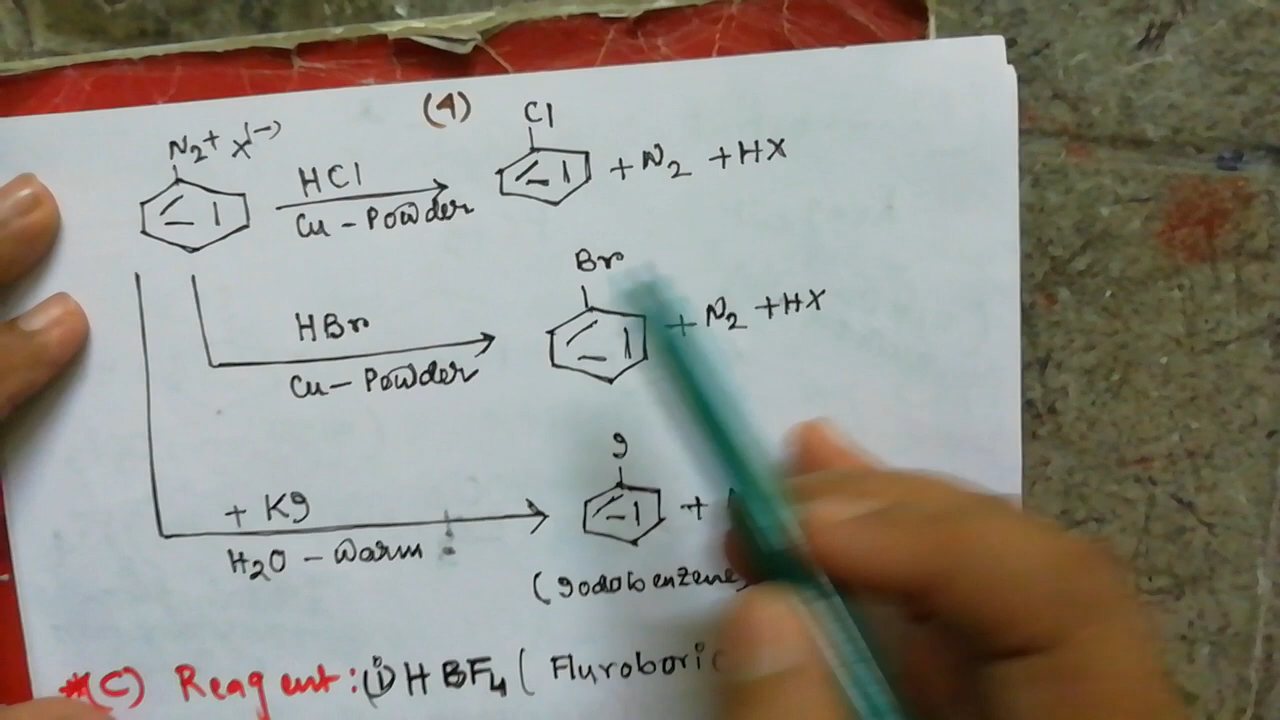 (4)
N2+ X(-)
HCl
Cu-Powder
Cl
+ N2 + HX
HBr
Cu-Powder
Br
+ N2 + HX
+ KI
H2O - Warm
I
+
(Iodobenzene)
*(C) Reagent: (i) HBF4 ( Fluroboric